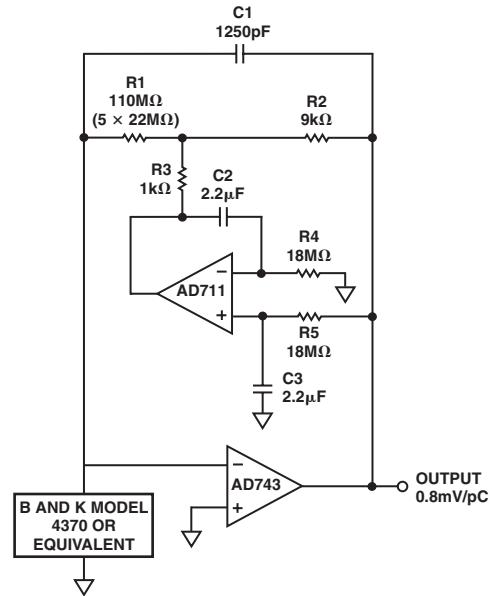 C1
1250pF
R1
110MΩ
(5 × 22MΩ)
R2
9kΩ
R3
1kΩ
C2
2.2µF
R4
18MΩ
–
AD711
+
R5
18MΩ
C3
2.2µF
–
AD743
+
OUTPUT
0.8mV/pC
B AND K MODEL
4370 OR
EQUIVALENT